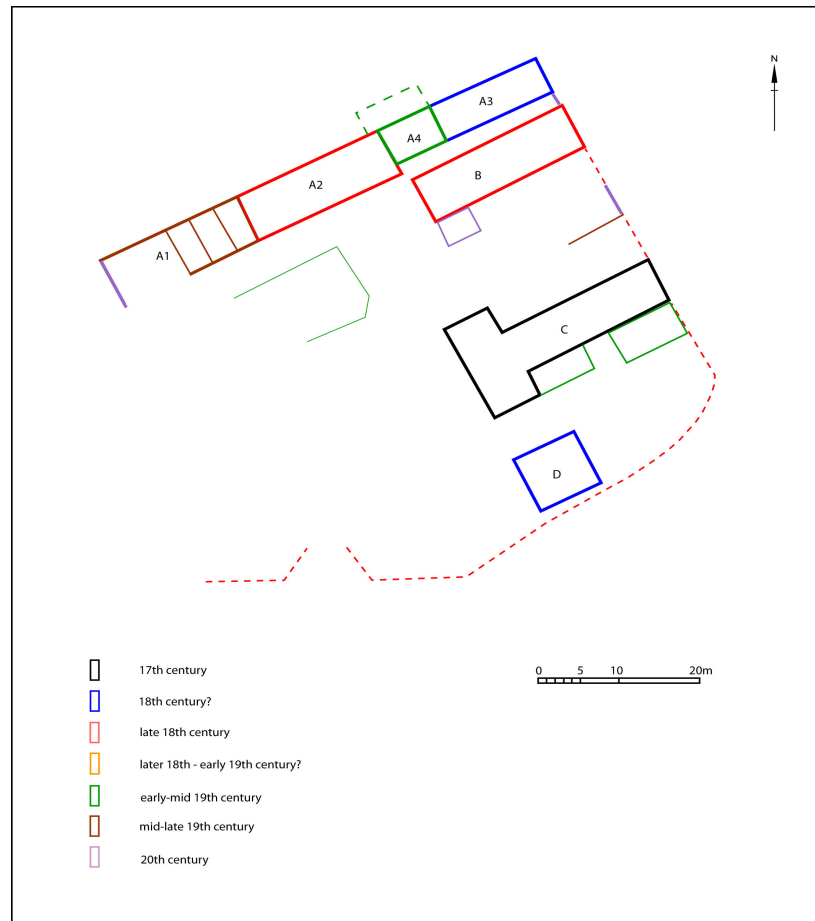 N
A3
A4
B
A2
A1
C
D
17th century
18th century?
late 18th century
later 18th - early 19th century?
early-mid 19th century
mid-late 19th century
20th century
0 5 10 20m